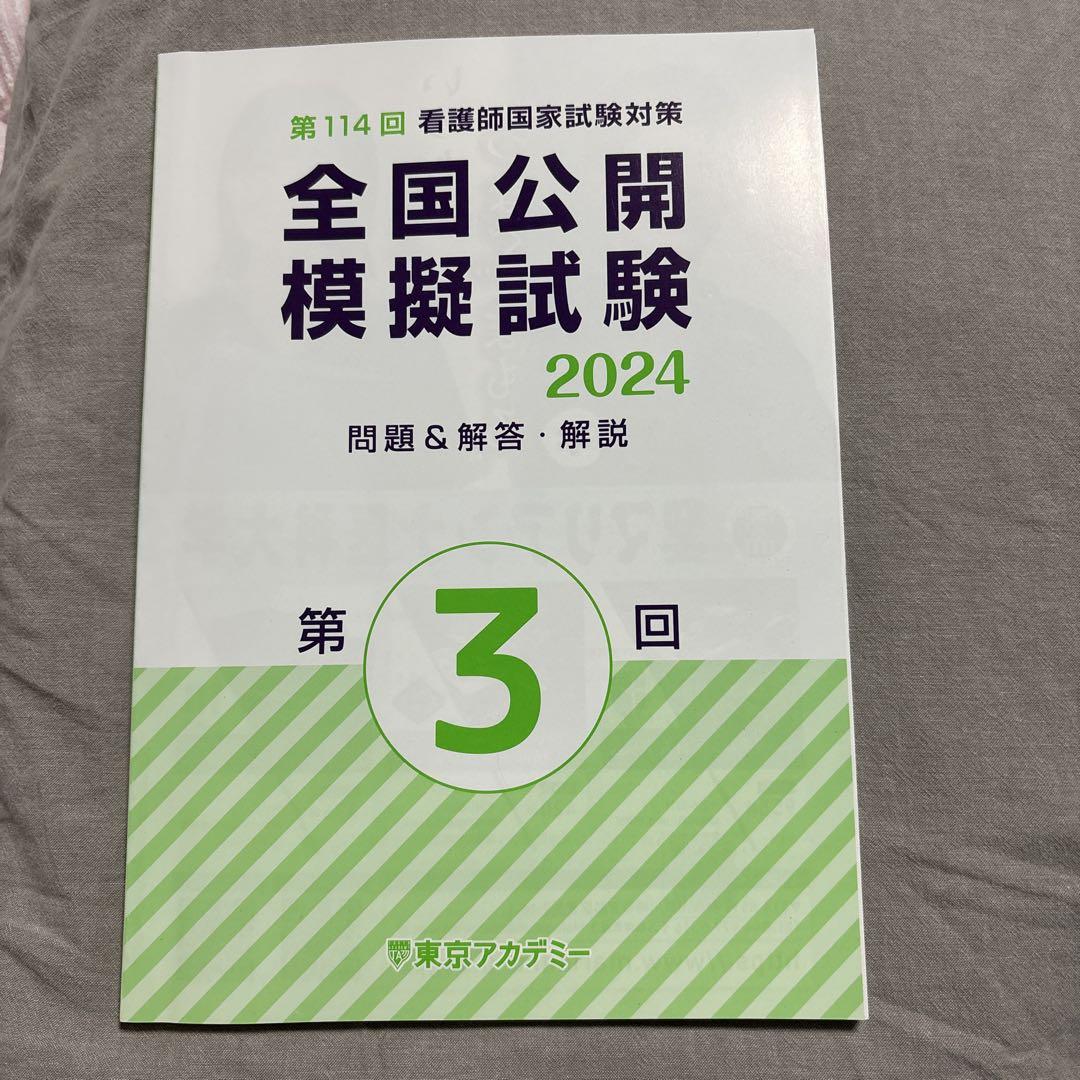 第114回 看護師国家試験対策
全国公開
模擬試験
2024
問題&解答・解説
第3回
東京アカデミー